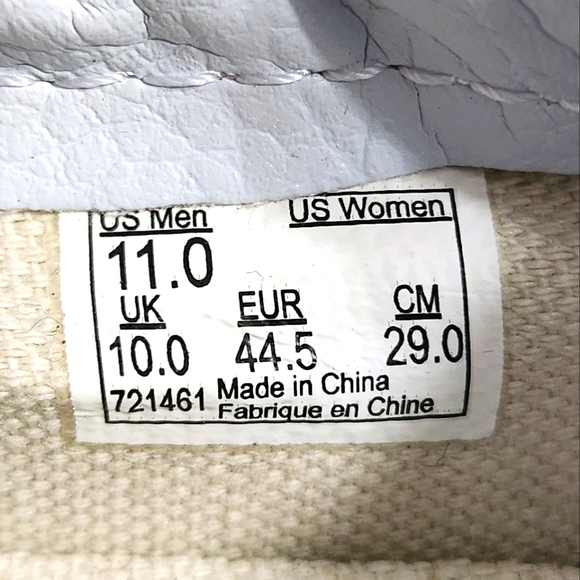 US Men US Women
11.0
UK EUR CM
10.0 44.5 29.0
721461 Made in China
Fabrique en Chine